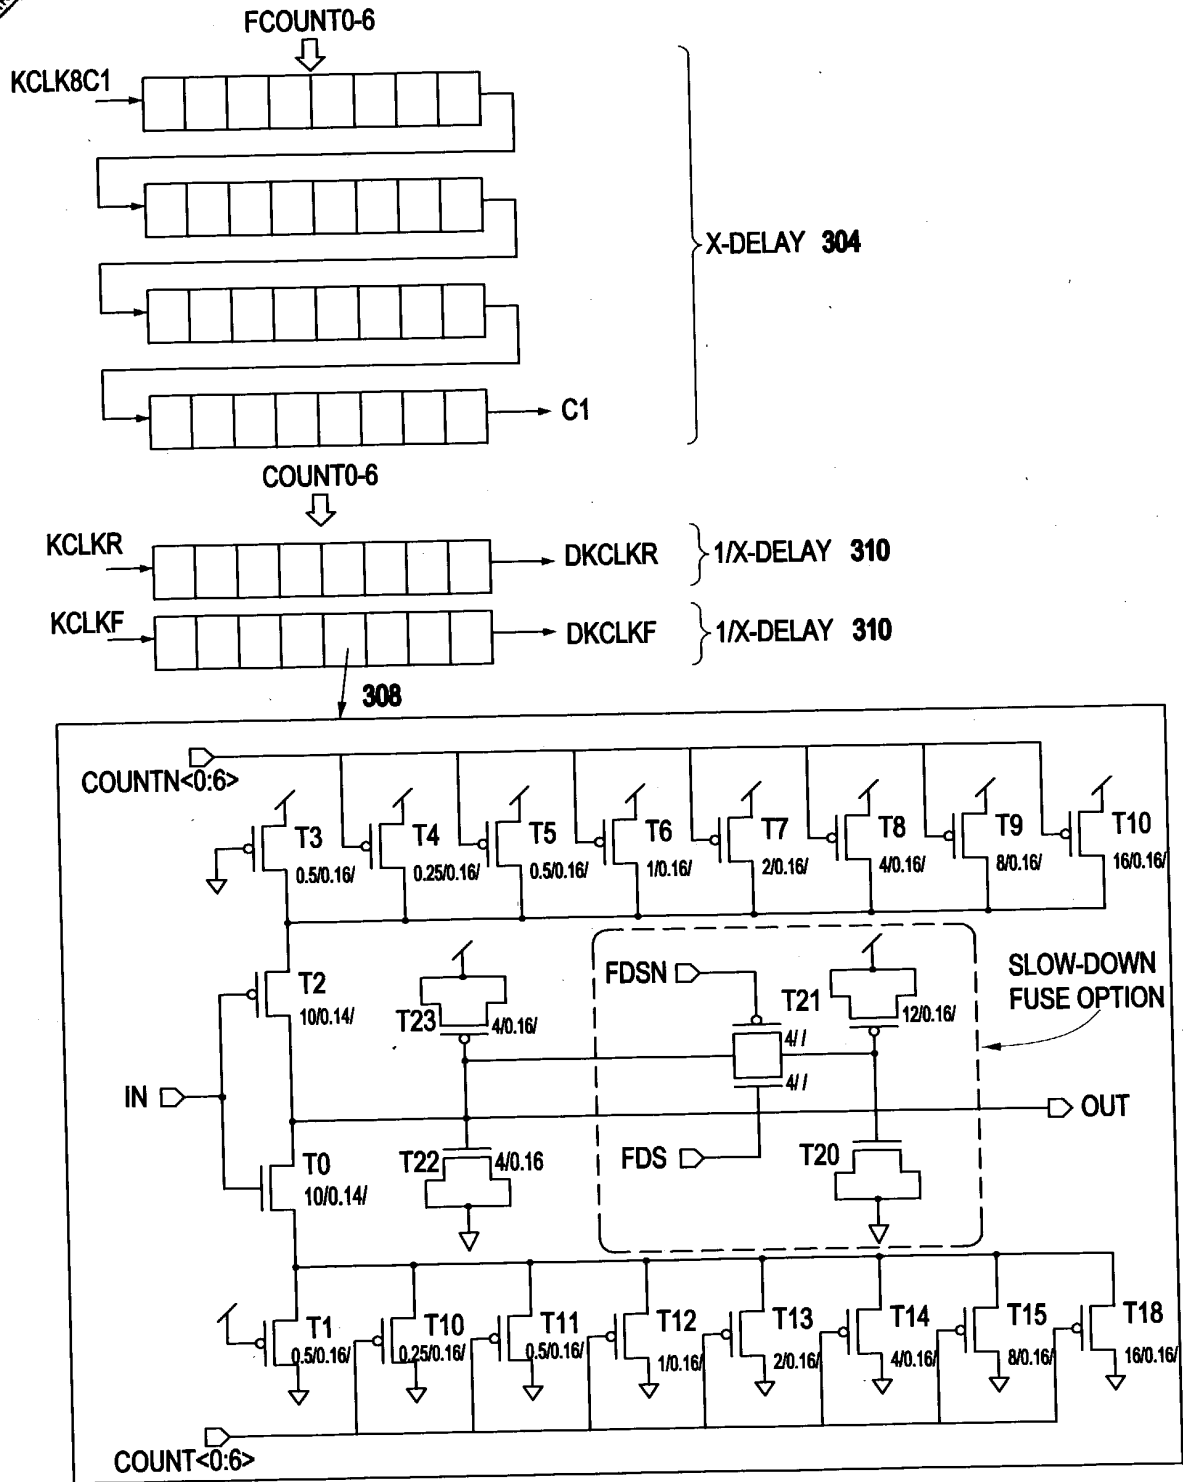 FCOUNT0-6
KCLK8C1
X-DELAY 304
C1
COUNT0-6
KCLKR
DKCLKR
1/X-DELAY 310
KCLKF
DKCLKF
1/X-DELAY 310
308
COUNTN<0:6>
T3
0.5/0.16/
T4
0.25/0.16/
T5
0.5/0.16/
T6
1/0.16/
T7
2/0.16/
T8
4/0.16/
T9
8/0.16/
T10
16/0.16/
T2
10/0.14/
T23
4/0.16/
FDSN
T21
12/0.16/
4//
4//
SLOW-DOWN
FUSE OPTION
IN
OUT
T0
10/0.14/
T22
4/0.16
FDS
T20
T1
0.5/0.16/
T10
0.25/0.16/
T11
0.5/0.16/
T12
1/0.16/
T13
2/0.16/
T14
4/0.16/
T15
8/0.16/
T18
16/0.16/
COUNT<0:6>